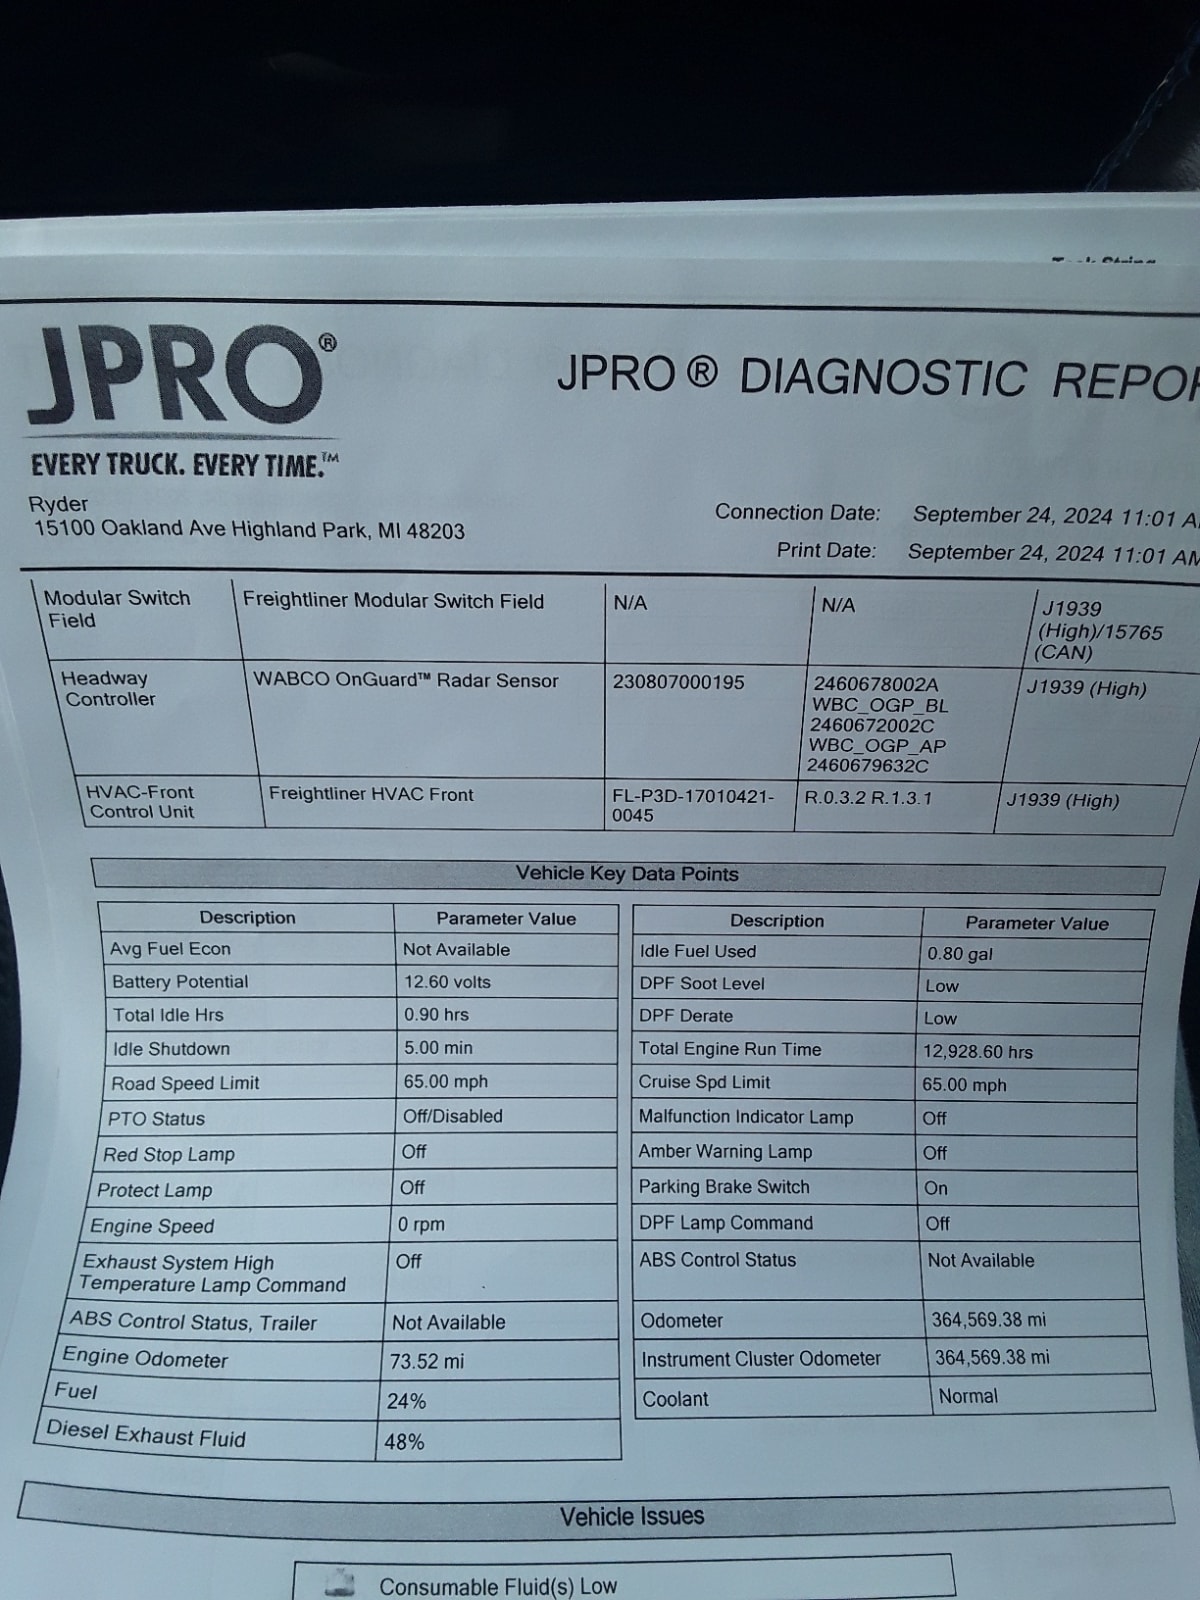 JPRO®
EVERY TRUCK. EVERY TIME.™
JPRO® DIAGNOSTIC
Ryder
15100 Oakland Ave Highland Park, MI 48203
Connection Date: September 24, 2024 11:01
Print Date: September 24, 2024 11:01 AM
Modular Switch
Field
Freightliner Modular Switch Field
N/A
N/A
J1939
(High)/15765
(CAN)
Headway
Controller
WABCO OnGuard™ Radar Sensor
230807000195
2460678002A
WBC_OGP_BL
2460672002C
WBC_OGP_AP
2460679632C
J1939 (High)
HVAC-Front
Control Unit
Freightliner HVAC Front
FL-P3D-17010421-
0045
R.0.3.2 R.1.3.1
J1939 (High)
Vehicle Key Data Points
Description Parameter Value
Avg Fuel Econ Not Available
Battery Potential 12.60 volts
Total Idle Hrs 0.90 hrs
Idle Shutdown 5.00 min
Road Speed Limit 65.00 mph
PTO Status Off/Disabled
Red Stop Lamp Off
Protect Lamp Off
Engine Speed 0 rpm
Exhaust System High
Temperature Lamp Command
Off
ABS Control Status, Trailer Not Available
Engine Odometer 73.52 mi
Fuel 24%
Diesel Exhaust Fluid 48%
Description Parameter Value
Idle Fuel Used 0.80 gal
DPF Soot Level Low
DPF Derate Low
Total Engine Run Time 12,928.60 hrs
Cruise Spd Limit 65.00 mph
Malfunction Indicator Lamp Off
Amber Warning Lamp Off
Parking Brake Switch On
DPF Lamp Command Off
ABS Control Status Not Available
Odometer 364,569.38 mi
Instrument Cluster Odometer 364,569.38 mi
Coolant Normal
Vehicle Issues
Consumable Fluid(s) Low